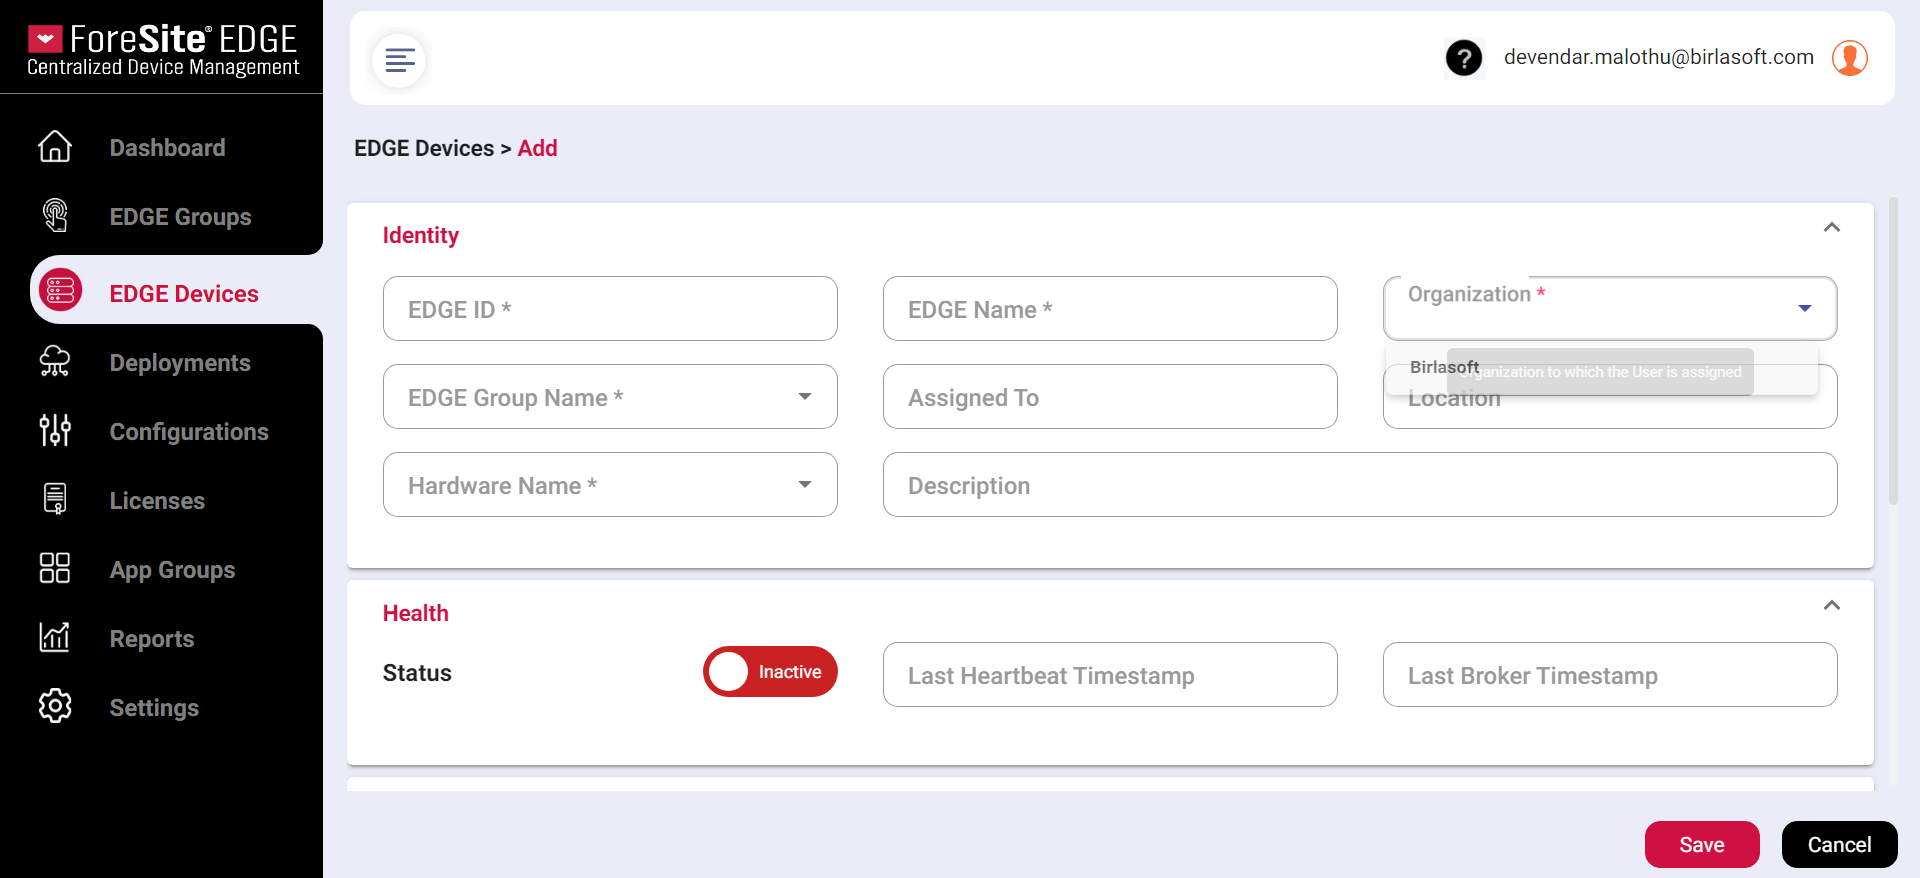 ForeSite® EDGE
Centralized Device Management
?
devendar.malothu@birlasoft.com
Dashboard
EDGE Groups
EDGE Devices
Deployments
Configurations
Licenses
App Groups
Reports
Settings
EDGE Devices > Add
Identity
EDGE ID *
EDGE Name *
Organization *
Birlasoft
Organization to which the User is assigned
EDGE Group Name *
Assigned To
Location
Hardware Name *
Description
Health
Status
Inactive
Last Heartbeat Timestamp
Last Broker Timestamp
Save
Cancel